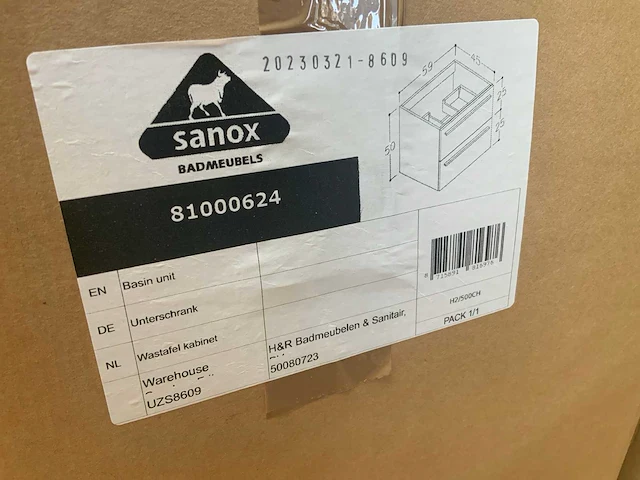 20230321-8609
sanox
BADMEUBELS
59
45
25
25
50
81000624
EN Basin unit
DE Unterschrank
NL Wastafel kabinet
H2/500CH
PACK 1/1
Warehouse
UZS8609
H&R Badmeubelen & Sanitair,
50080723